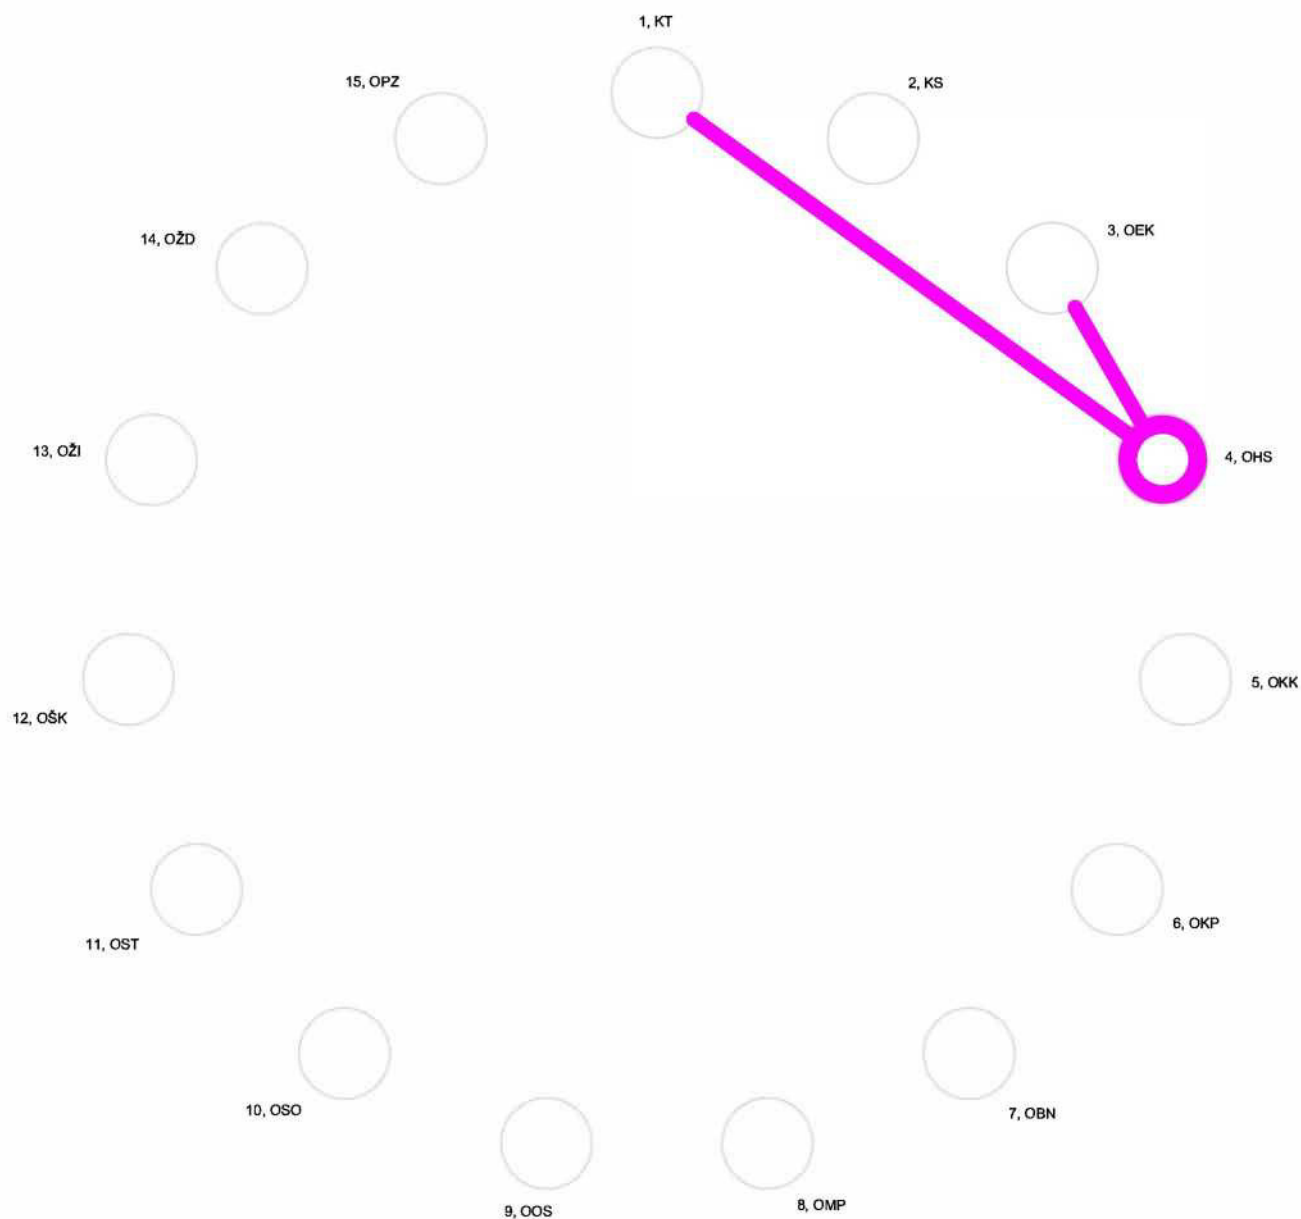 1, KT
2, KS
3, OEK
4, OHS
5, OKK
6, OKP
7, OBN
8, OMP
9, OOS
10, OSO
11, OST
12, OŠK
13, OŽI
14, OŽD
15, OPZ